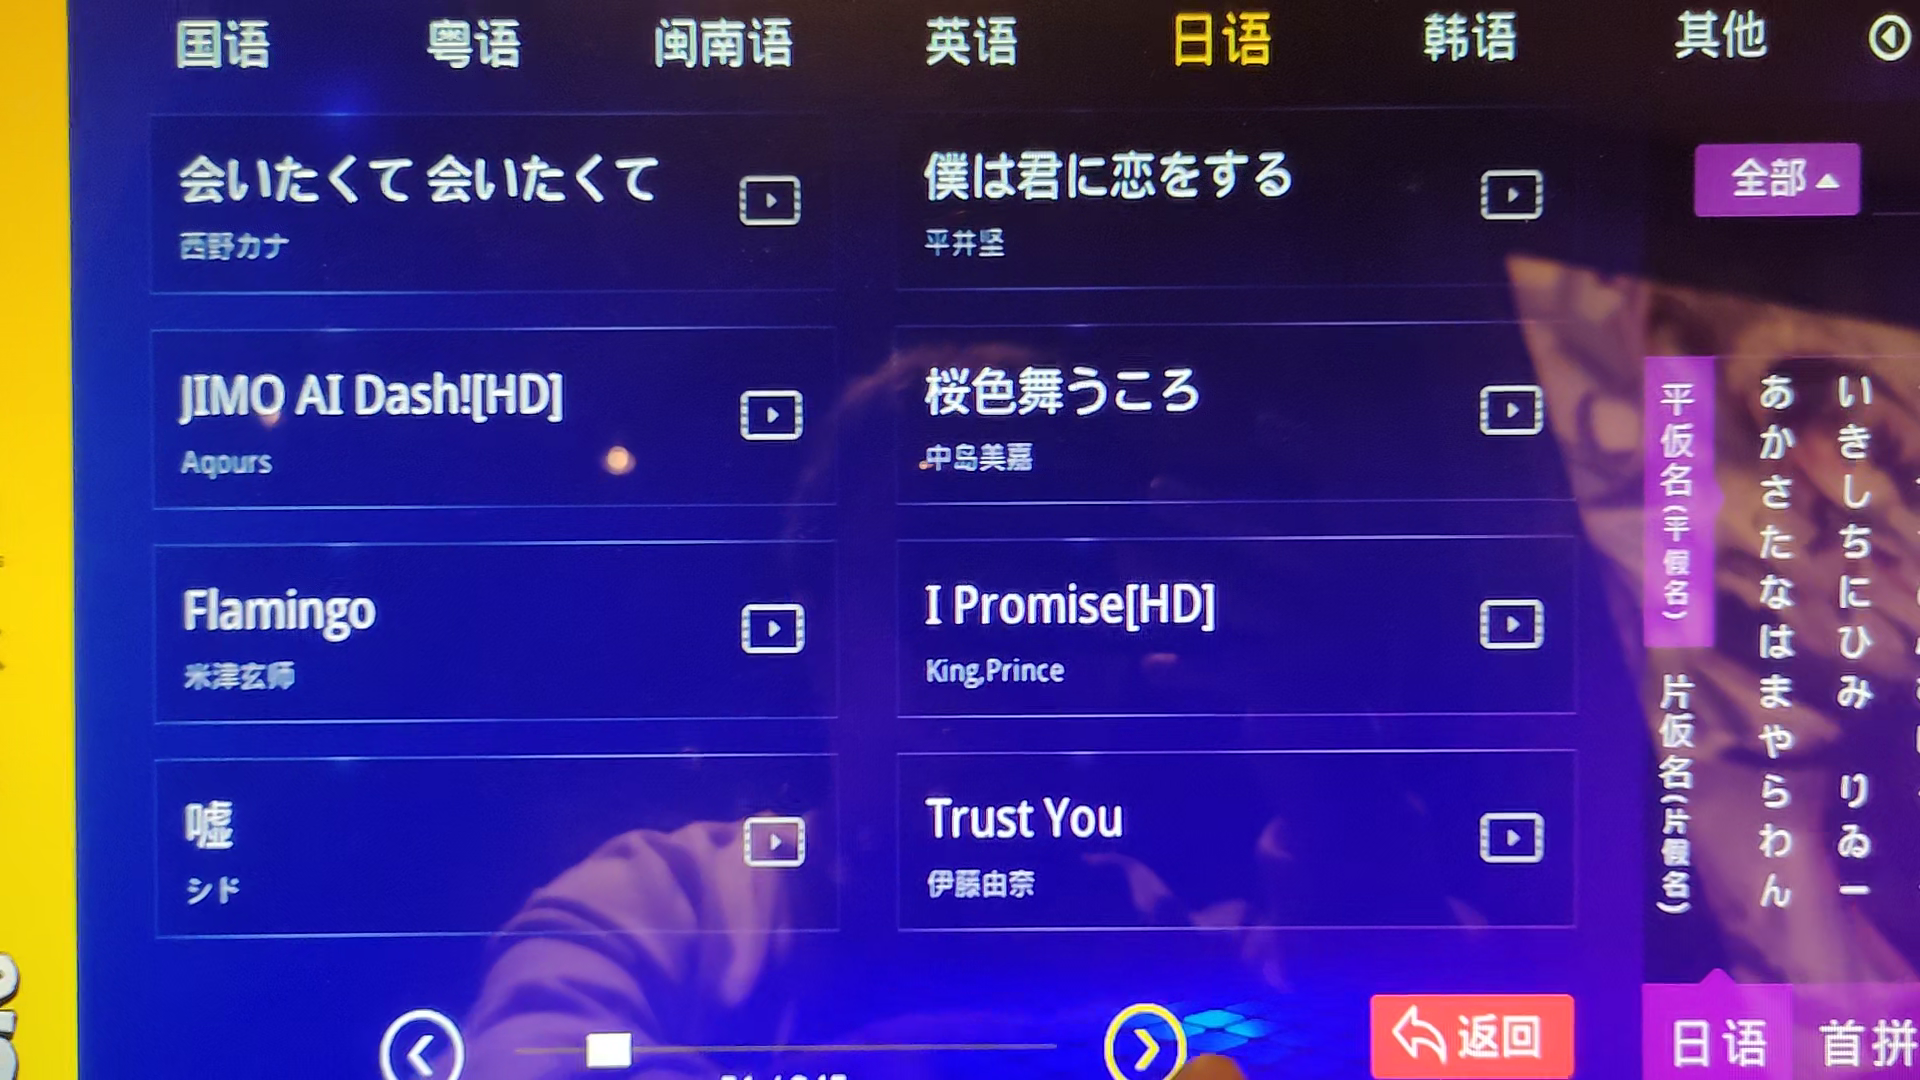 国语 粤语 闽南语 英语 日语 韩语 其他
会いたくて 会いたくて
西野カナ
僕は君に恋をする
平井坚
全部
JIMO AI Dash![HD]
Aqours
桜色舞うころ
中岛美嘉
Flamingo
米津玄师
I Promise[HD]
King,Prince
嘘
シド
Trust You
伊藤由奈
平仮名(平假名)
片仮名(片假名)
あかさたなはまやらわん
いきしちにひみ りゐー
返回
日语 首拼